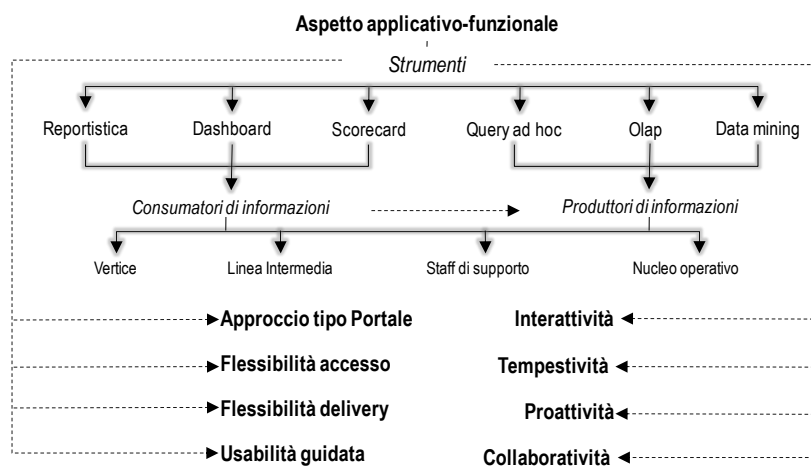 Aspetto applicativo-funzionale
Strumenti
Reportistica Dashboard Scorecard Query ad hoc Olap Data mining
Consumatori di informazioni Produttori di informazioni
Vertice Linea Intermedia Staff di supporto Nucleo operativo
Approccio tipo Portale Interattività
Flessibilità accesso Tempestività
Flessibilità delivery Proattività
Usabilità guidata Collaboratività